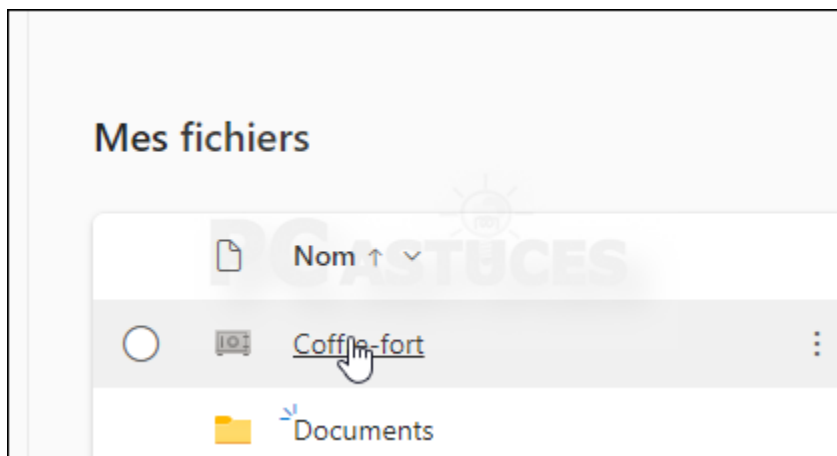 Mes fichiers
PC ASTUCES
Nom
Coffre-fort
Documents